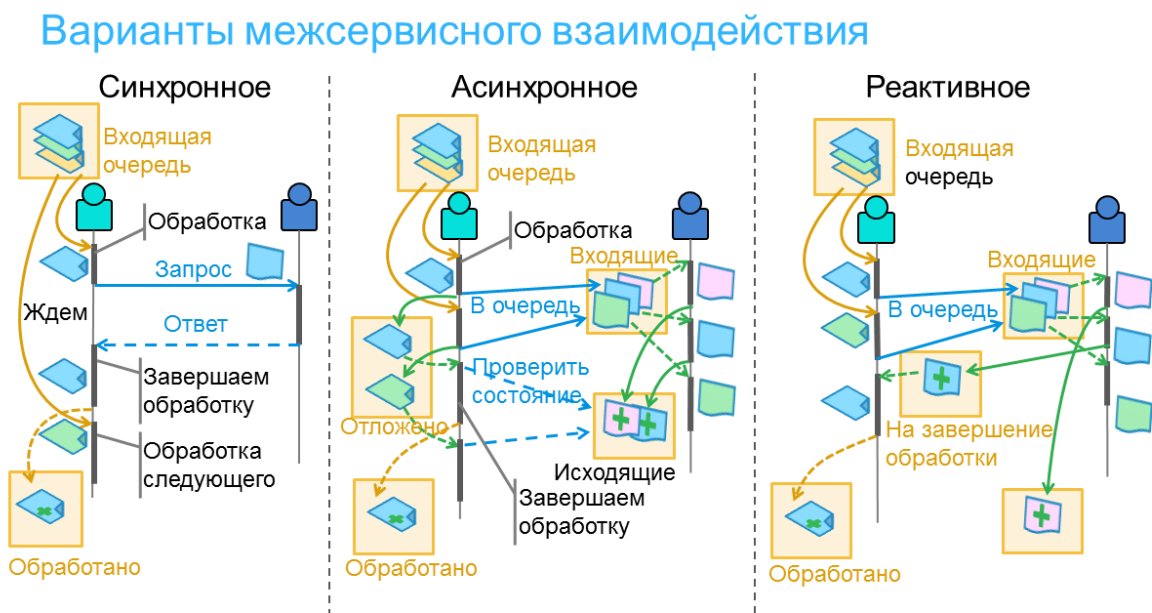 Варианты межсервисного взаимодействия
Синхронное
Входящая
очередь
Обработка
Запрос
Ждем
Ответ
Завершаем
обработку
Обработка
следующего
Обработано
Асинхронное
Входящая
очередь
Обработка
Входящие
В очередь
Проверить
состояние
Отложено
Исходящие
Завершаем
обработку
Обработано
Реактивное
Входящая
очередь
Входящие
В очередь
На завершение
обработки
Обработано